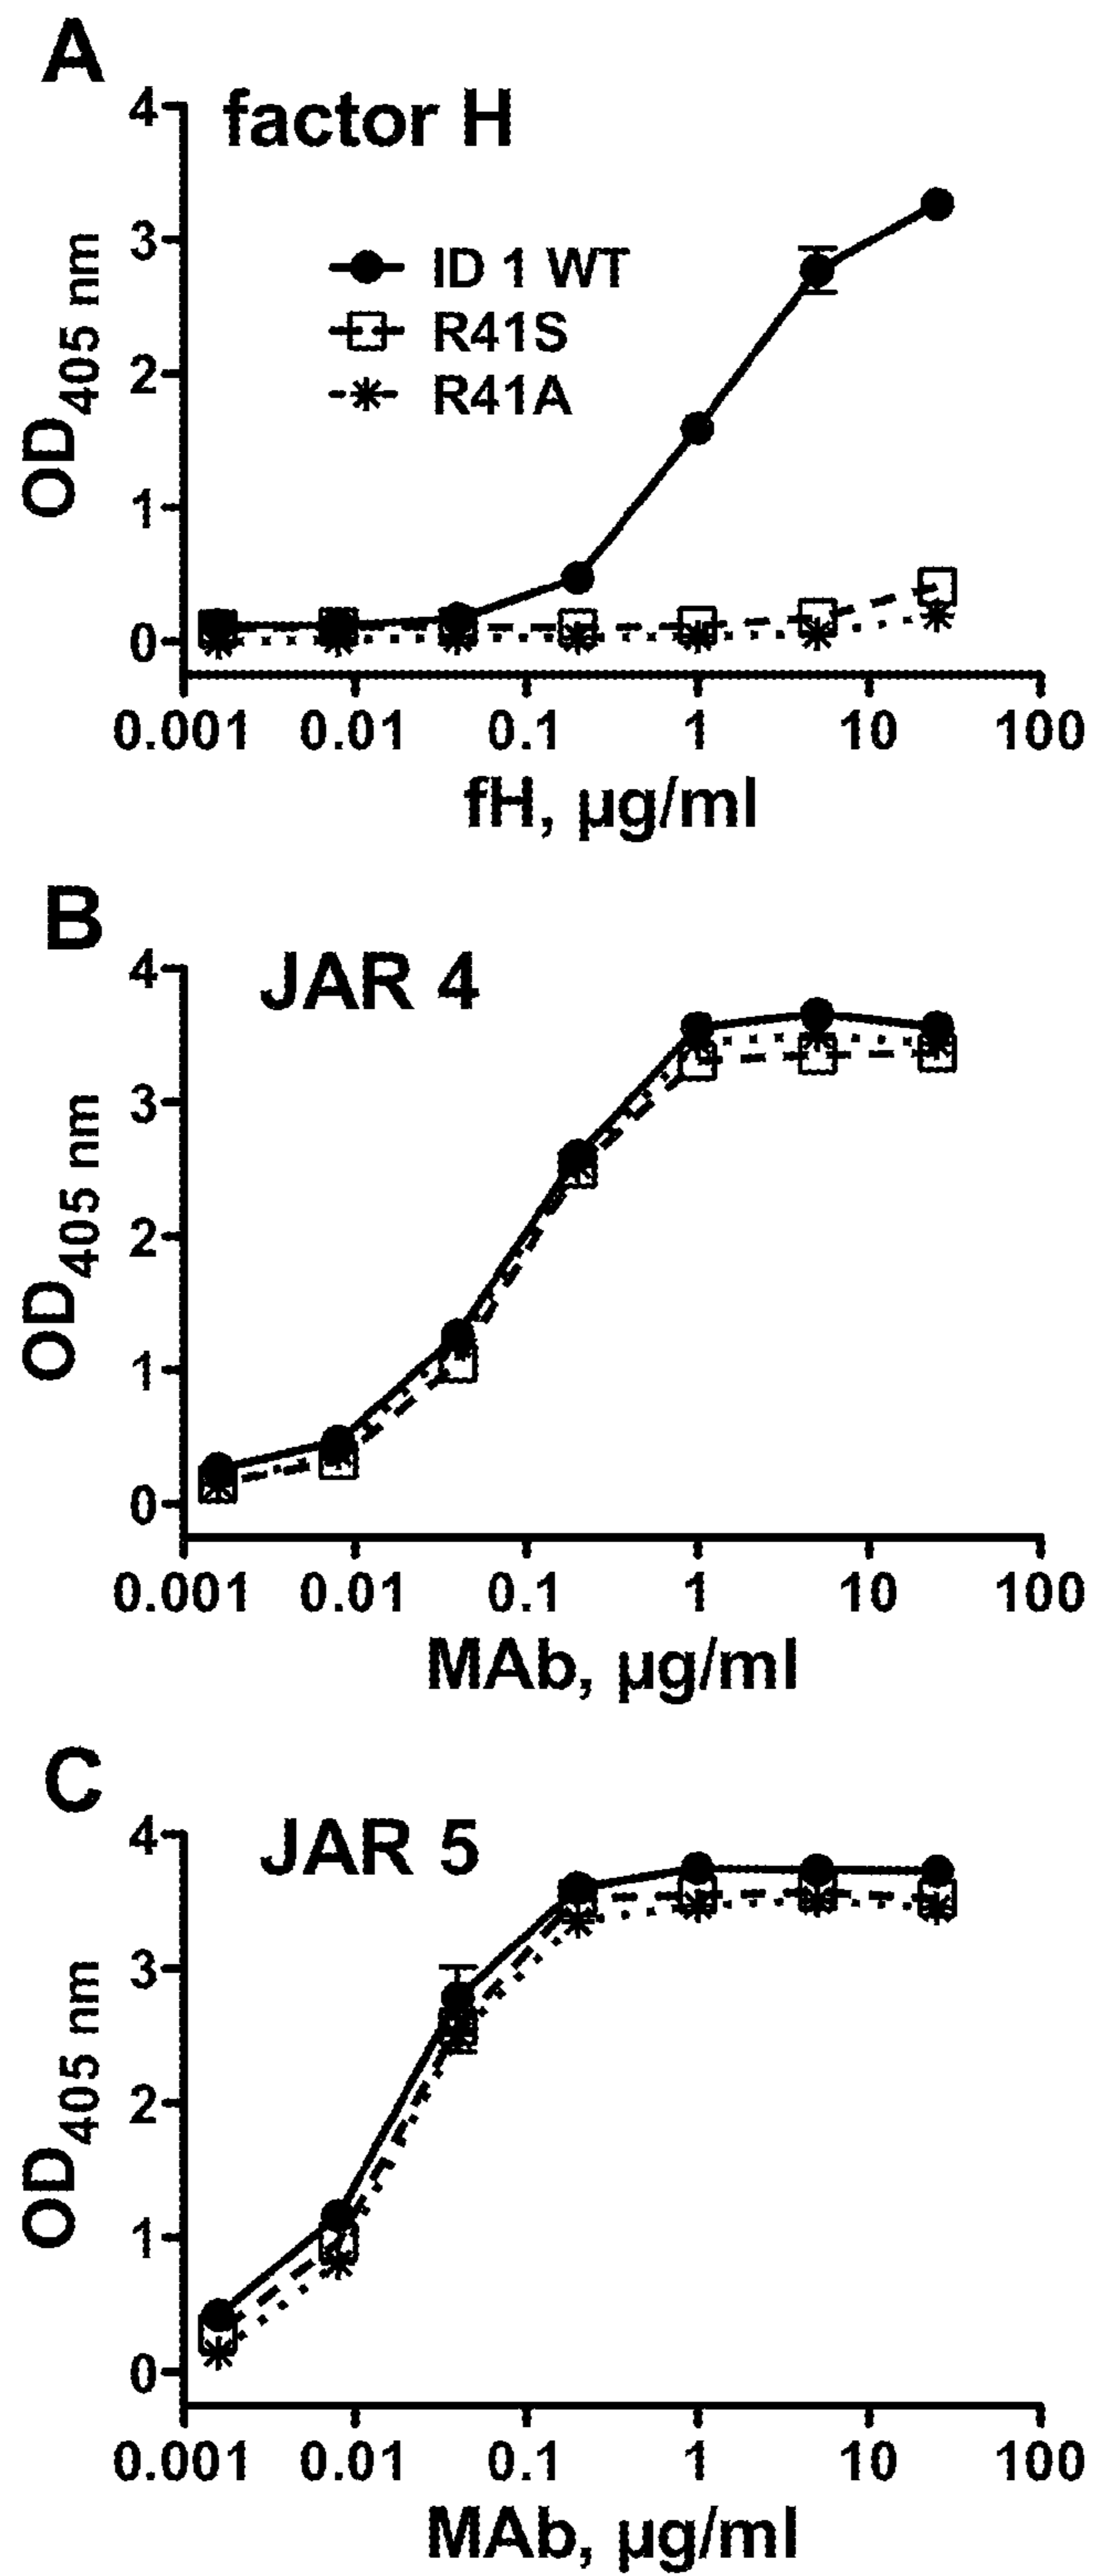 A
factor H
4
3
2
1
0
OD405 nm
ID 1 WT
R41S
R41A
0.001 0.01 0.1 1 10 100
fH, µg/ml
B
JAR 4
4
3
2
1
0
OD405 nm
0.001 0.01 0.1 1 10 100
MAb, µg/ml
C
JAR 5
4
3
2
1
0
OD405 nm
0.001 0.01 0.1 1 10 100
MAb, µg/ml